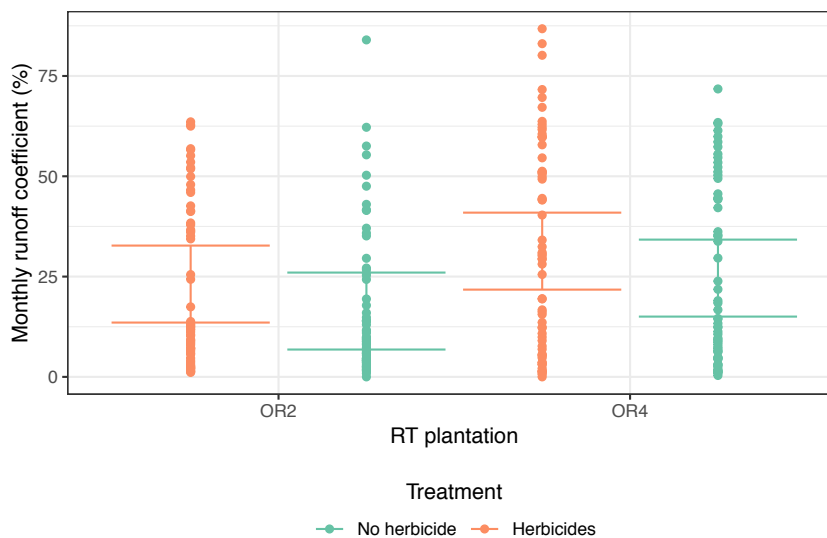 Monthly runoff coefficient (%)
75
50
25
0
OR2
OR4
RT plantation
Treatment
No herbicide
Herbicides